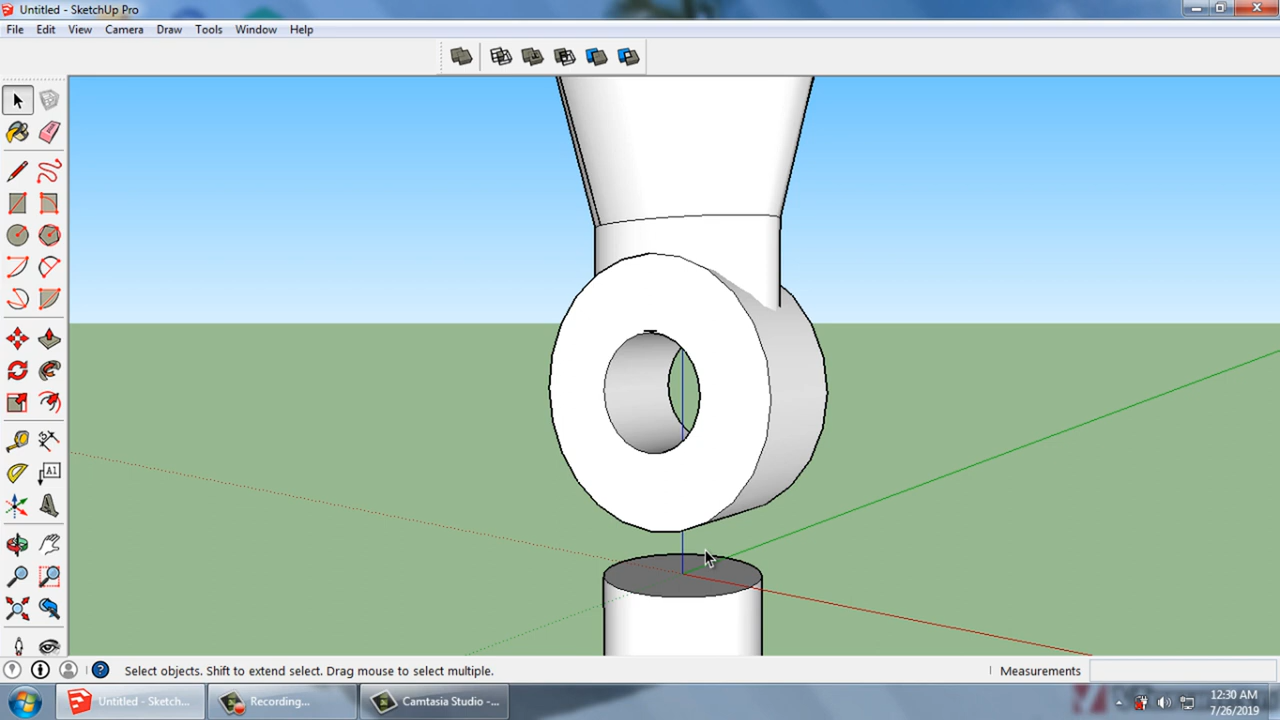 Untitled - SketchUp Pro
File Edit View Camera Draw Tools Window Help
A1
Select objects. Shift to extend select. Drag mouse to select multiple.
Measurements
Untitled - Sketch...
Recording...
Camtasia Studio -...
12:30 AM
7/26/2019